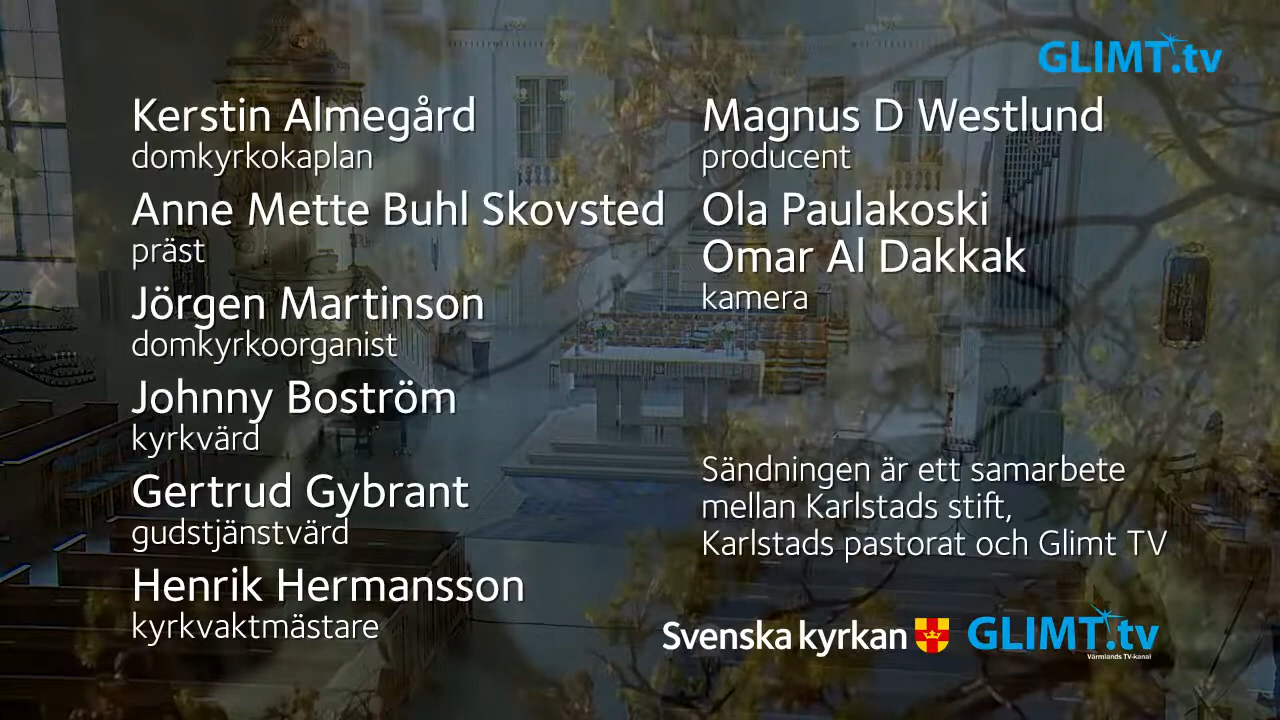 GLIMT.tv
Kerstin Almegård
domkyrkokaplan
Anne Mette Buhl Skovsted
präst
Jörgen Martinson
domkyrkoorganist
Johnny Boström
kyrkvärd
Gertrud Gybrant
gudstjänstvärd
Henrik Hermansson
kyrkvaktmästare
Magnus D Westlund
producent
Ola Paulakoski
Omar Al Dakkak
kamera
Sändningen är ett samarbete
mellan Karlstads stift,
Karlstads pastorat och Glimt TV
Svenska kyrkan
GLIMT.tv
Värmlands TV-kanal